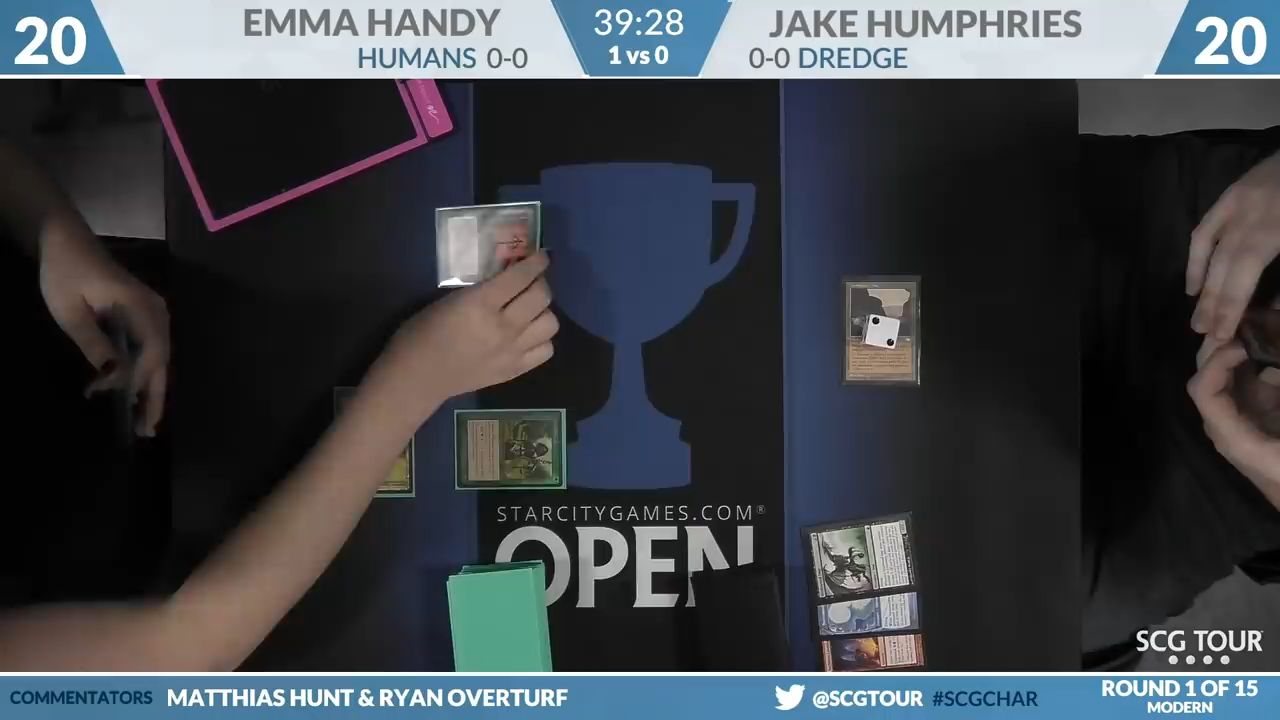 20
EMMA HANDY
HUMANS 0-0
39:28
1 vs 0
JAKE HUMPHRIES
0-0 DREDGE
20
STARCITYGAMES.COM®
OPEN
SCG TOUR
COMMENTATORS MATTHIAS HUNT & RYAN OVERTURF
@SCGTOUR #SCGCHAR
ROUND 1 OF 15
MODERN